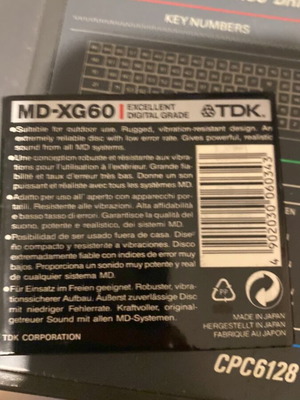 KEY NUMBERS
MD-XG60 EXCELLENT DIGITAL GRADE TDK
●Suitable for outdoor use. Rugged, vibration-resistant design. An
extremely reliable disc with low error rate. Gives powerful, realistic
sound from all MD systems.
●Une conception robuste et résistante aux vibra-
tions pour l'utilisation à l'extérieur. Grande fia-
bilité et taux d'erreur très bas. Donne un son
puissant et réaliste avec tous les systèmes MD.
●Adatto per uso all' aperto con apparecchi por-
tatili. Resistente alle vibrazioni. Alta affidabilità
e basso tasso di errori. Garantisce la qualità del
suono, potente e realistico, dei sistemi MD.
●Posibilidad de ser usado fuera de casa. Dise-
ño compacto y resistente a vibraciones. Disco
extremadamente fiable con indices de error muy
bajos. Proporciona un sonido muy potente y real
de cualquier sistema MD.
●Für Einsatz im Freien geeignet. Robuster, vibra-
tionssicherer Aufbau. Äußerst zuverlässige Disc
mit niedriger Fehlerrate. Kraftvoller, original-
getreuer Sound mit allen MD-Systemen.
TDK CORPORATION
4 902030 060343
MADE IN JAPAN
HERGESTELLT IN JAPAN
FABRIQUÉ AU JAPON
CPC6128